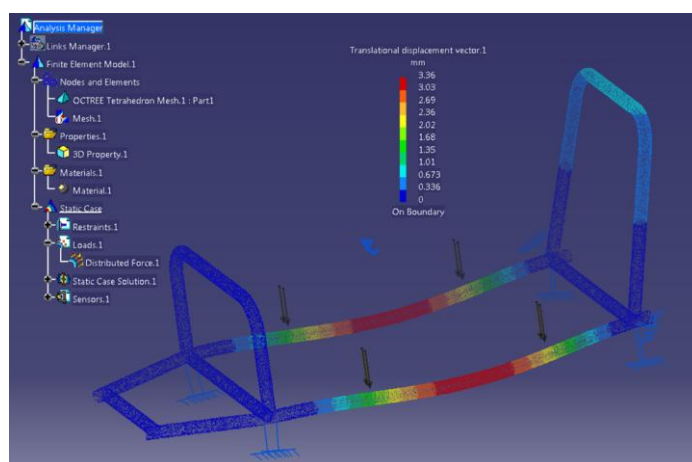 Analysis Manager
Links Manager.1
Finite Element Model.1
Nodes and Elements
OCTREE Tetrahedron Mesh.1 : Part1
Mesh.1
Properties.1
3D Property.1
Materials.1
Material.1
Static Case
Restraints.1
Loads.1
Distributed Force.1
Static Case Solution.1
Sensors.1
Translational displacement vector.1
mm
3.36
3.03
2.69
2.36
2.02
1.68
1.35
1.01
0.673
0.336
0
On Boundary